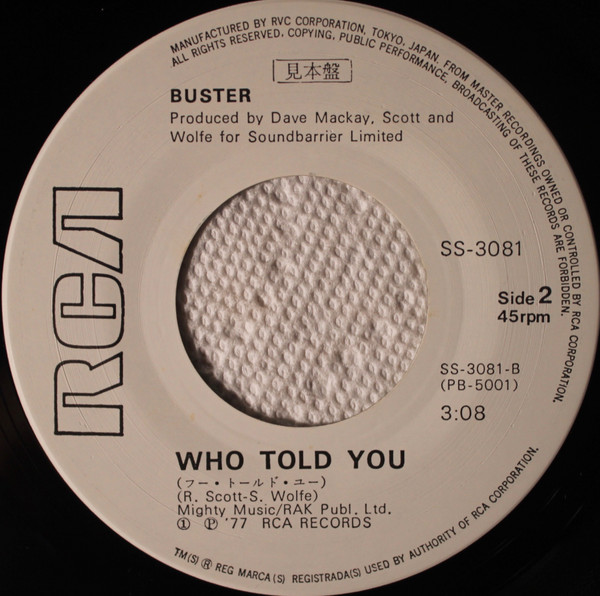 MANUFACTURED BY RVC CORPORATION, TOKYO, JAPAN, FROM MASTER RECORDINGS OWNED OR CONTROLLED BY RCA CORPORATION.
ALL RIGHTS RESERVED. COPYING, PUBLIC PERFORMANCE, BROADCASTING OF THESE RECORDS ARE FORBIDDEN.
見本盤
BUSTER
Produced by Dave Mackay, Scott and
Wolfe for Soundbarrier Limited
RCA
SS-3081
Side 2
45rpm
SS-3081-B
(PB-5001)
3:08
WHO TOLD YOU
(フー・トールド・ユー)
(R. Scott-S. Wolfe)
Mighty Music/RAK Publ. Ltd.
① Ⓟ '77 RCA RECORDS
TM(S) ® REG MARCA(S) REGISTRADA(S) USED BY AUTHORITY OF RCA CORPORATION.